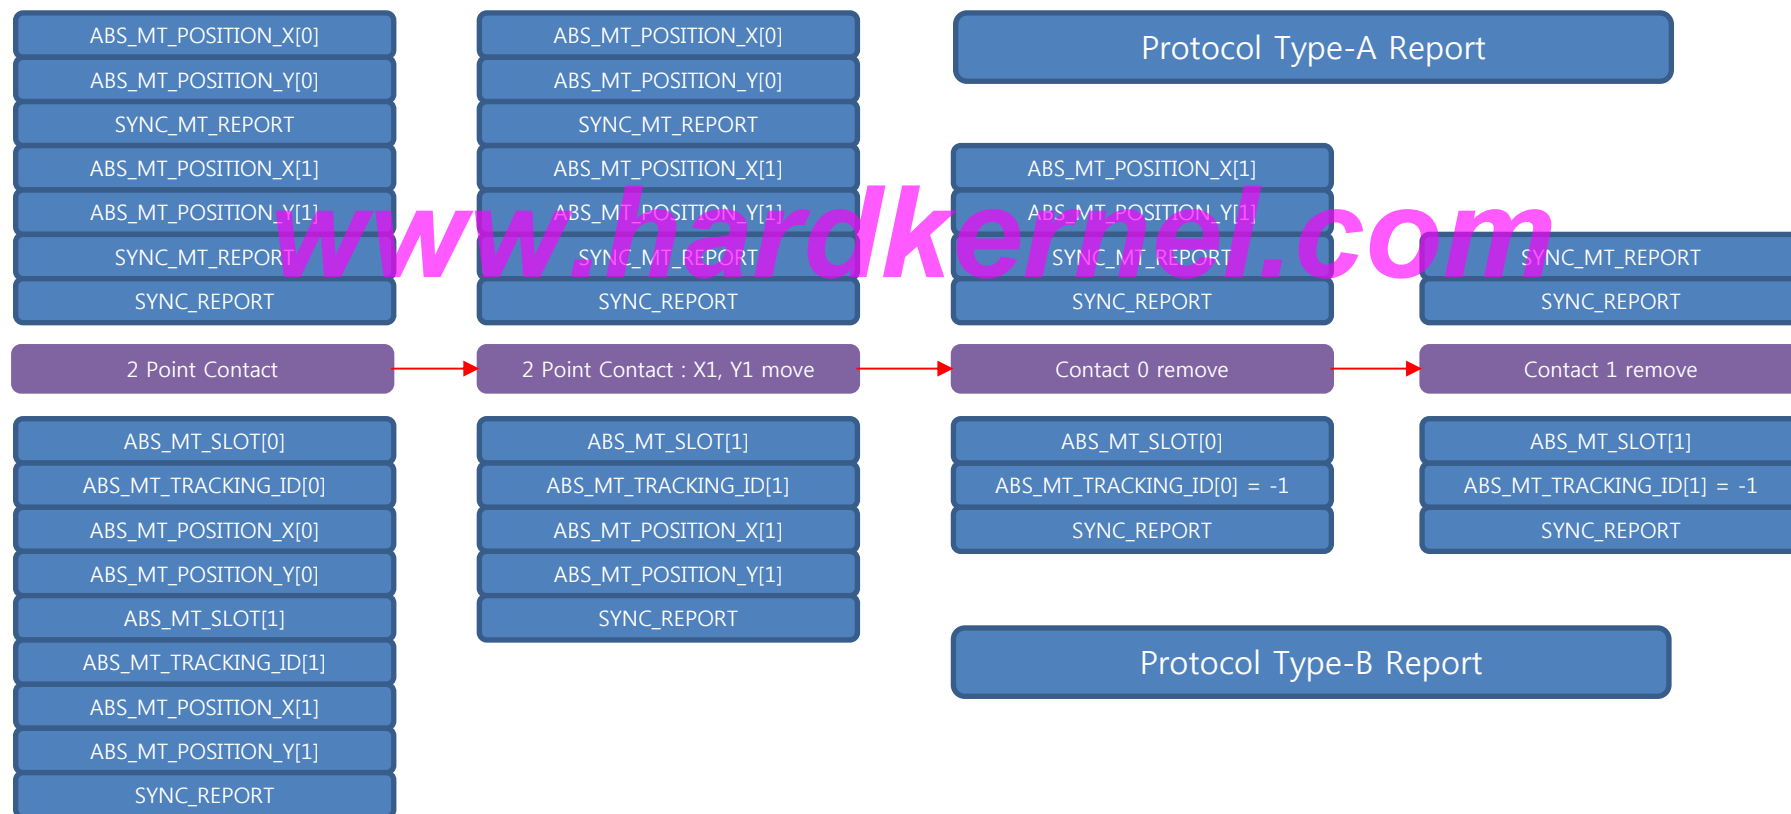 ABS_MT_POSITION_X[0]
ABS_MT_POSITION_Y[0]
SYNC_MT_REPORT
ABS_MT_POSITION_X[1]
ABS_MT_POSITION_Y[1]
SYNC_MT_REPORT
SYNC_REPORT
ABS_MT_POSITION_X[0]
ABS_MT_POSITION_Y[0]
SYNC_MT_REPORT
ABS_MT_POSITION_X[1]
ABS_MT_POSITION_Y[1]
SYNC_MT_REPORT
SYNC_REPORT
Protocol Type-A Report
ABS_MT_POSITION_X[1]
ABS_MT_POSITION_Y[1]
SYNC_MT_REPORT
SYNC_REPORT
SYNC_MT_REPORT
SYNC_REPORT
www.hardkernel.com
2 Point Contact
2 Point Contact : X1, Y1 move
Contact 0 remove
Contact 1 remove
ABS_MT_SLOT[0]
ABS_MT_TRACKING_ID[0]
ABS_MT_POSITION_X[0]
ABS_MT_POSITION_Y[0]
ABS_MT_SLOT[1]
ABS_MT_TRACKING_ID[1]
ABS_MT_POSITION_X[1]
ABS_MT_POSITION_Y[1]
SYNC_REPORT
ABS_MT_SLOT[1]
ABS_MT_TRACKING_ID[1]
ABS_MT_POSITION_X[1]
ABS_MT_POSITION_Y[1]
SYNC_REPORT
ABS_MT_SLOT[0]
ABS_MT_TRACKING_ID[0] = -1
SYNC_REPORT
ABS_MT_SLOT[1]
ABS_MT_TRACKING_ID[1] = -1
SYNC_REPORT
Protocol Type-B Report